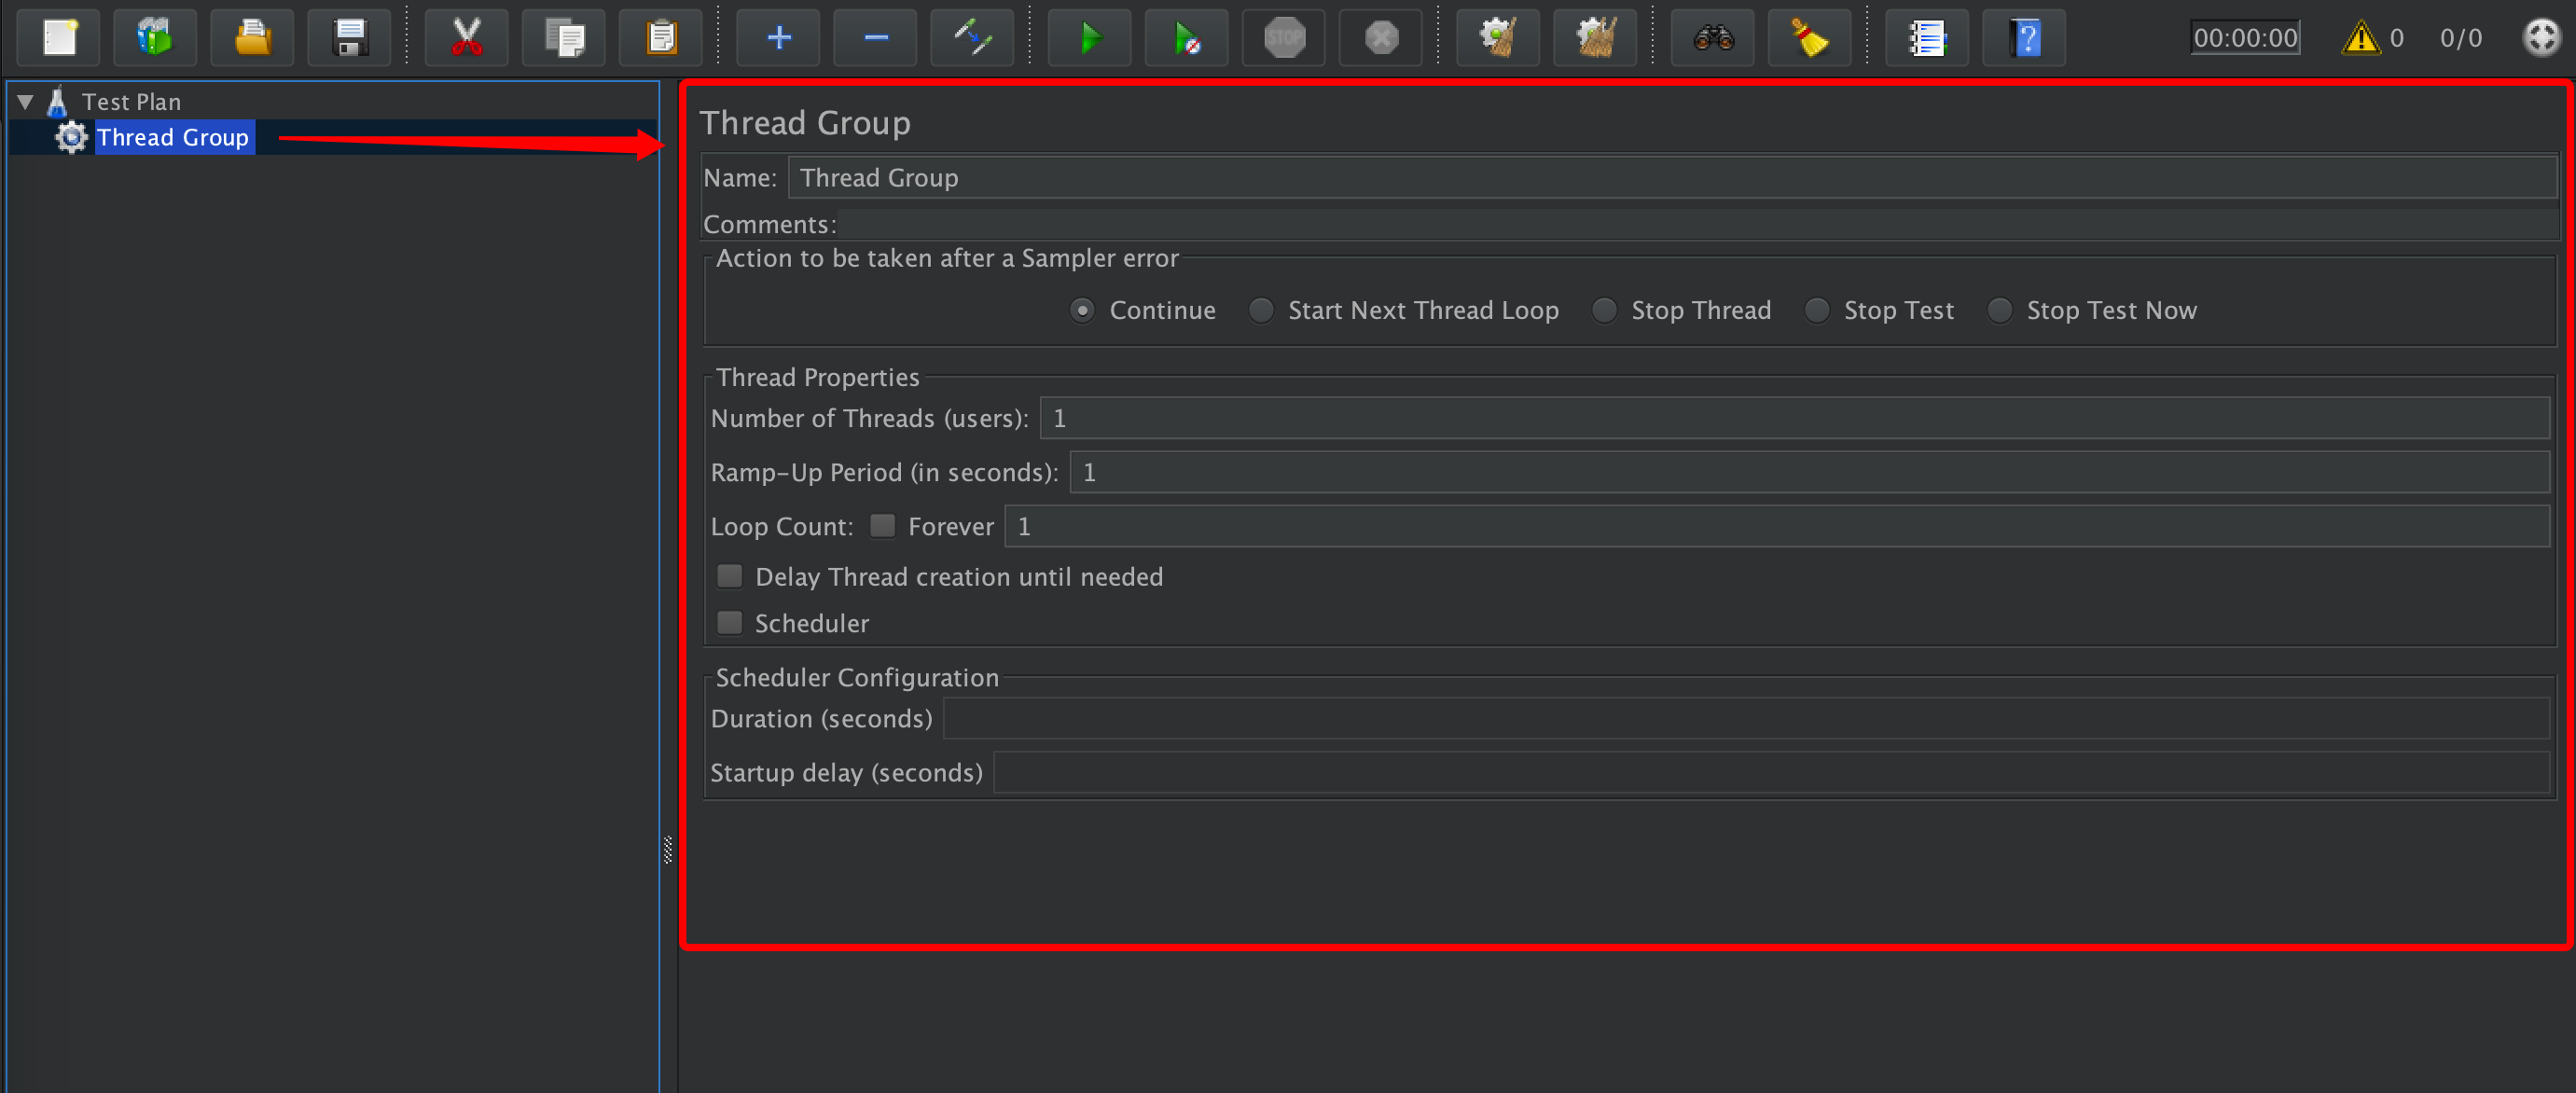 STOP
00:00:00 0 0/0
Test Plan
Thread Group
Thread Group
Name: Thread Group
Comments:
Action to be taken after a Sampler error
Continue Start Next Thread Loop Stop Thread Stop Test Stop Test Now
Thread Properties
Number of Threads (users): 1
Ramp-Up Period (in seconds): 1
Loop Count: Forever 1
Delay Thread creation until needed
Scheduler
Scheduler Configuration
Duration (seconds)
Startup delay (seconds)